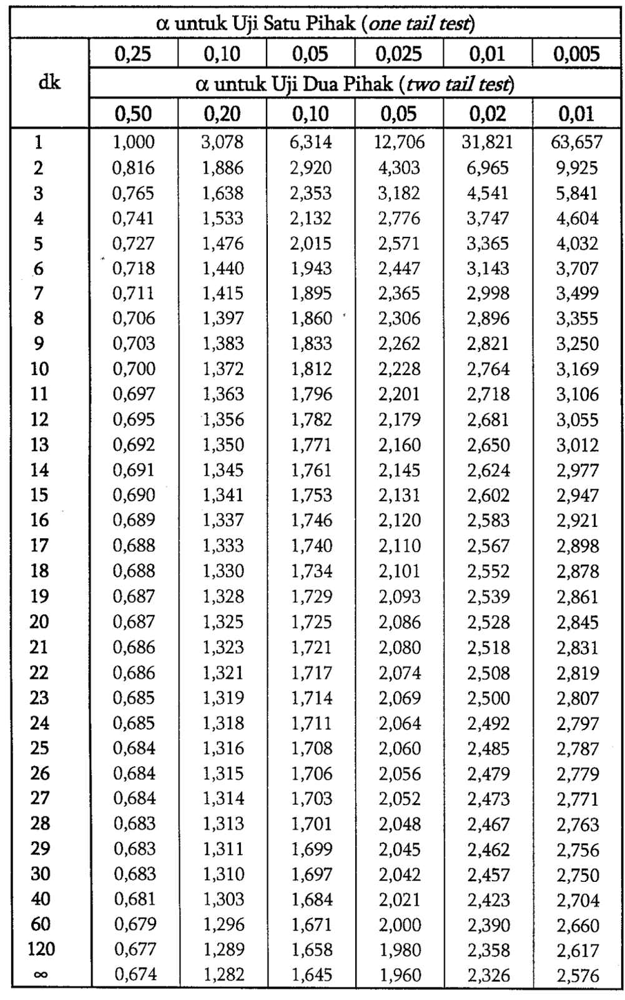 α untuk Uji Satu Pihak (one tail test)
dk
0,25 0,10 0,05 0,025 0,01 0,005
α untuk Uji Dua Pihak (two tail test)
0,50 0,20 0,10 0,05 0,02 0,01
1 1,000 3,078 6,314 12,706 31,821 63,657
2 0,816 1,886 2,920 4,303 6,965 9,925
3 0,765 1,638 2,353 3,182 4,541 5,841
4 0,741 1,533 2,132 2,776 3,747 4,604
5 0,727 1,476 2,015 2,571 3,365 4,032
6 0,718 1,440 1,943 2,447 3,143 3,707
7 0,711 1,415 1,895 2,365 2,998 3,499
8 0,706 1,397 1,860 2,306 2,896 3,355
9 0,703 1,383 1,833 2,262 2,821 3,250
10 0,700 1,372 1,812 2,228 2,764 3,169
11 0,697 1,363 1,796 2,201 2,718 3,106
12 0,695 1,356 1,782 2,179 2,681 3,055
13 0,692 1,350 1,771 2,160 2,650 3,012
14 0,691 1,345 1,761 2,145 2,624 2,977
15 0,690 1,341 1,753 2,131 2,602 2,947
16 0,689 1,337 1,746 2,120 2,583 2,921
17 0,688 1,333 1,740 2,110 2,567 2,898
18 0,688 1,330 1,734 2,101 2,552 2,878
19 0,687 1,328 1,729 2,093 2,539 2,861
20 0,687 1,325 1,725 2,086 2,528 2,845
21 0,686 1,323 1,721 2,080 2,518 2,831
22 0,686 1,321 1,717 2,074 2,508 2,819
23 0,685 1,319 1,714 2,069 2,500 2,807
24 0,685 1,318 1,711 2,064 2,492 2,797
25 0,684 1,316 1,708 2,060 2,485 2,787
26 0,684 1,315 1,706 2,056 2,479 2,779
27 0,684 1,314 1,703 2,052 2,473 2,771
28 0,683 1,313 1,701 2,048 2,467 2,763
29 0,683 1,311 1,699 2,045 2,462 2,756
30 0,683 1,310 1,697 2,042 2,457 2,750
40 0,681 1,303 1,684 2,021 2,423 2,704
60 0,679 1,296 1,671 2,000 2,390 2,660
120 0,677 1,289 1,658 1,980 2,358 2,617
∞ 0,674 1,282 1,645 1,960 2,326 2,576